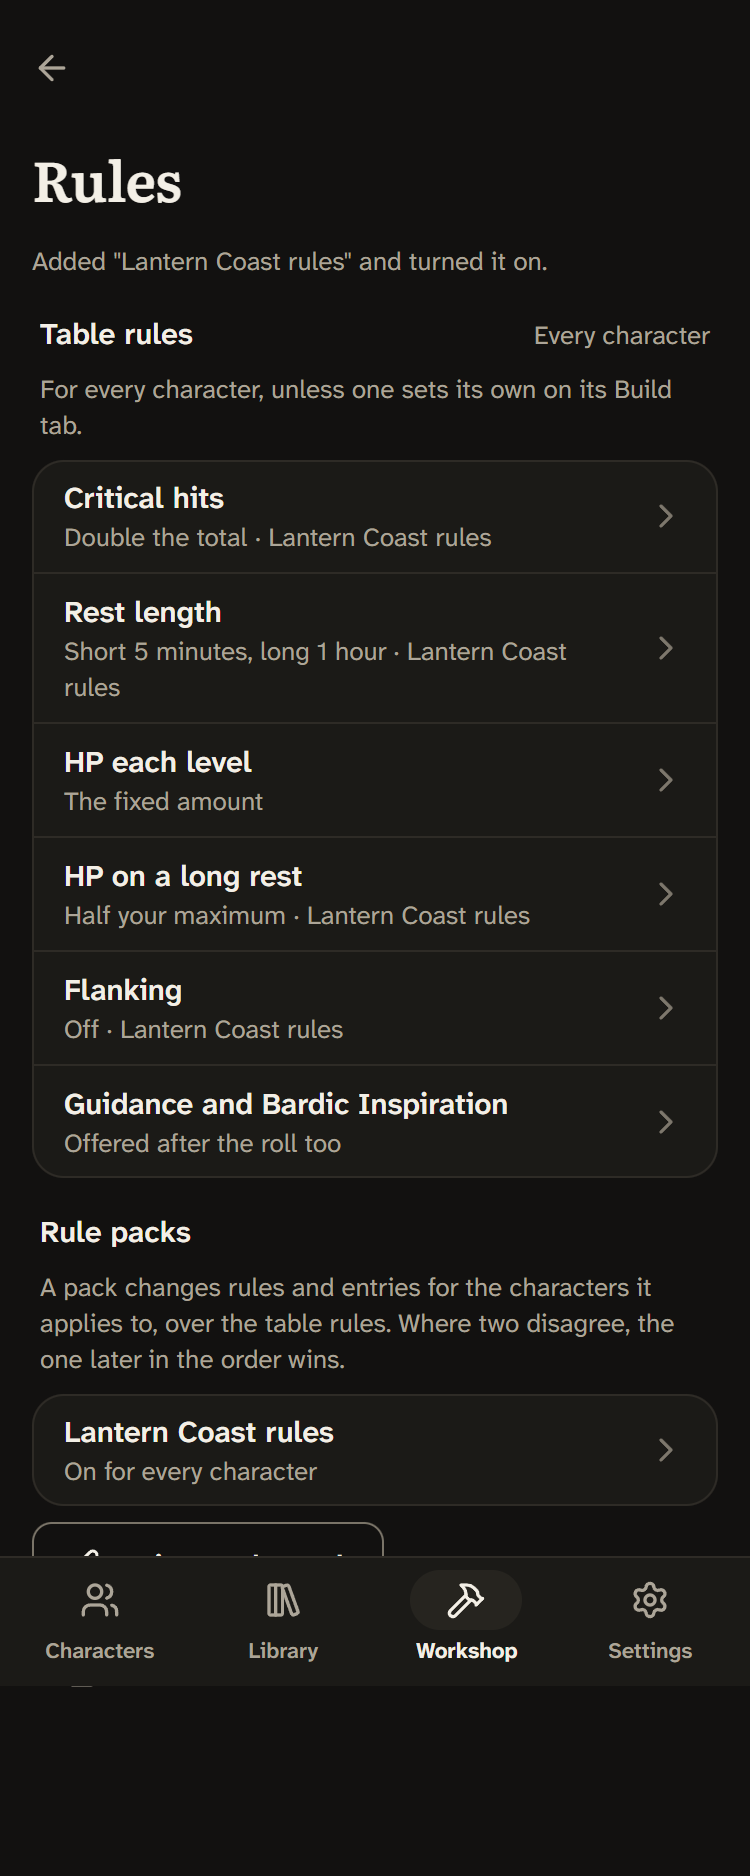 Rules
Added "Lantern Coast rules" and turned it on.
Table rules
Every character
For every character, unless one sets its own on its Build
tab.
Critical hits
Double the total · Lantern Coast rules
Rest length
Short 5 minutes, long 1 hour · Lantern Coast
rules
HP each level
The fixed amount
HP on a long rest
Half your maximum · Lantern Coast rules
Flanking
Off · Lantern Coast rules
Guidance and Bardic Inspiration
Offered after the roll too
Rule packs
A pack changes rules and entries for the characters it
applies to, over the table rules. Where two disagree, the
one later in the order wins.
Lantern Coast rules
On for every character
Characters
Library
Workshop
Settings